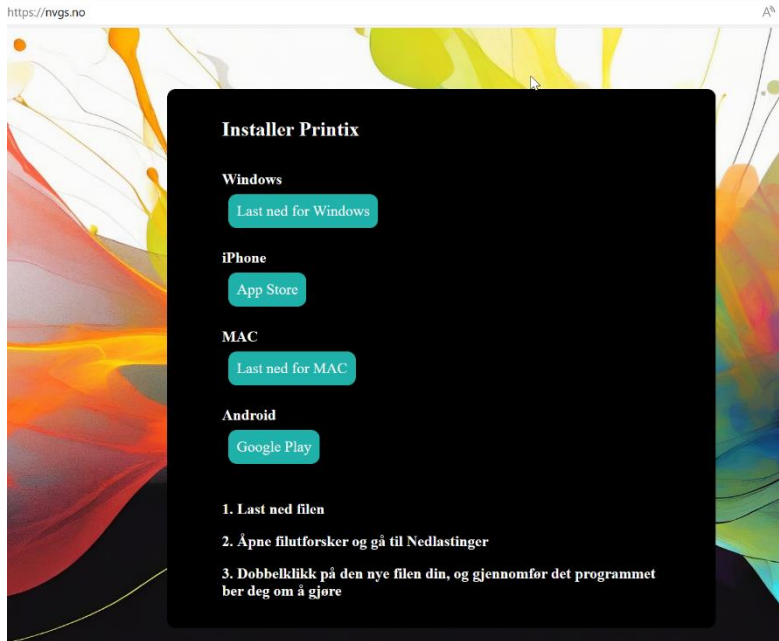 https://nvgs.no
Installer Printix
Windows
Last ned for Windows
iPhone
App Store
MAC
Last ned for MAC
Android
Google Play
1. Last ned filen
2. Åpne filutforsker og gå til Nedlastinger
3. Dobbelklikk på den nye filen din, og gjennomfør det programmet
ber deg om å gjøre